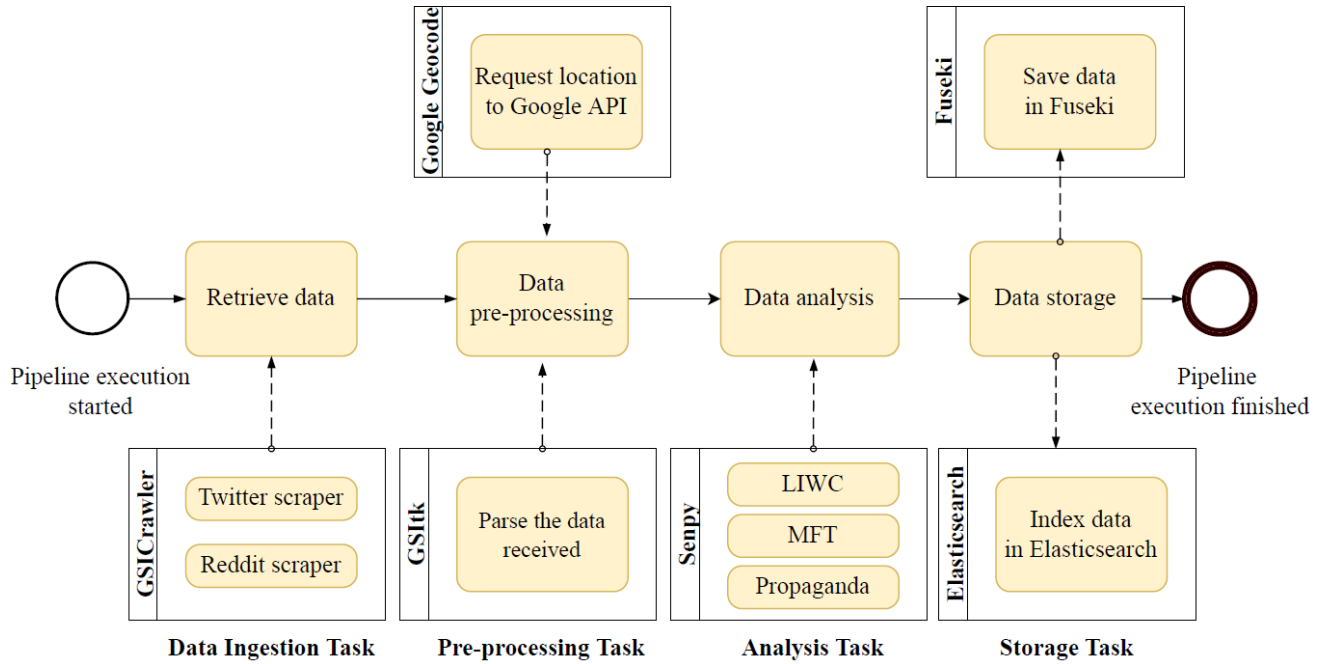 Google Geocode
Request location
to Google API
Fuseki
Save data
in Fuseki
Retrieve data
Data
pre-processing
Data analysis
Data storage
Pipeline execution
started
Pipeline
execution finished
GSICrawler
Twitter scraper
Reddit scraper
GSItk
Parse the data
received
Senpy
LIWC
MFT
Propaganda
Elasticsearch
Index data
in Elasticsearch
Data Ingestion Task
Pre-processing Task
Analysis Task
Storage Task